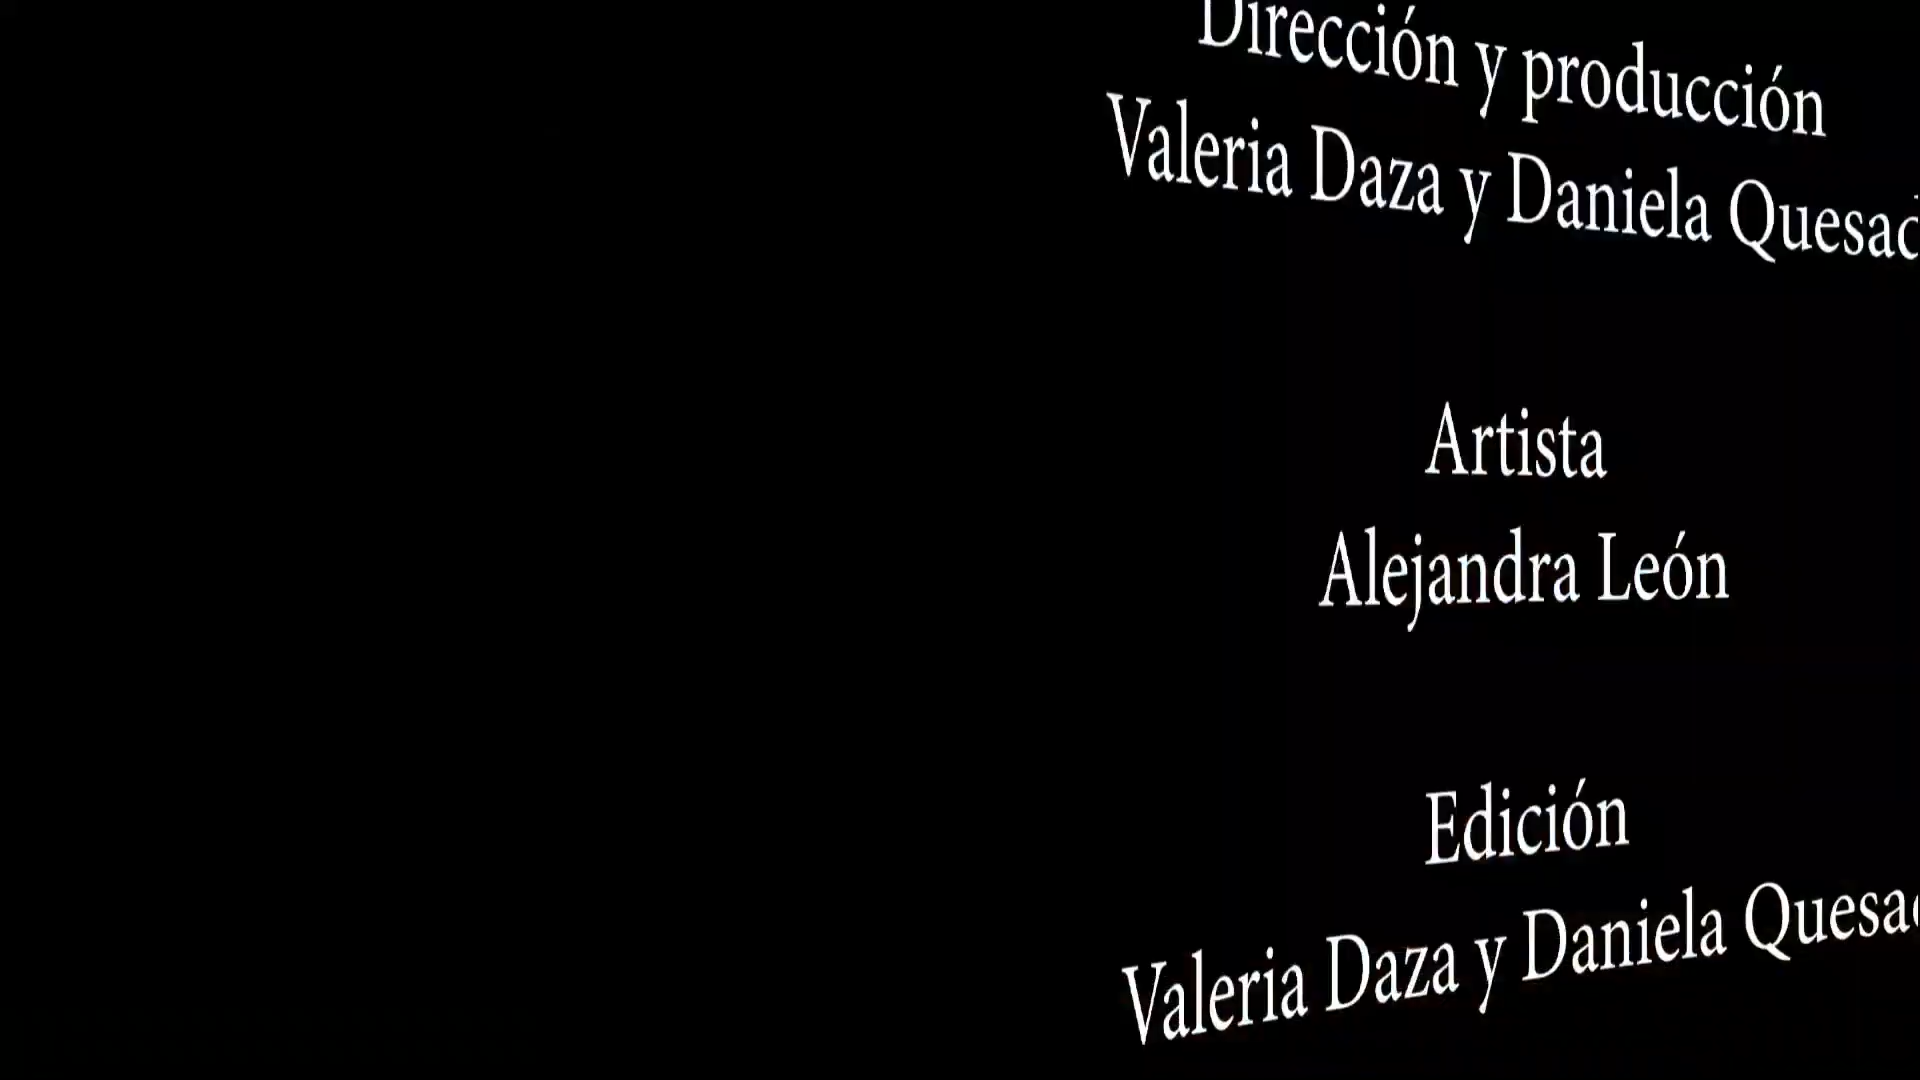 Dirección y producción
Valeria Daza y Daniela
Artista
Alejandra León
Edición
Valeria Daza y Daniela